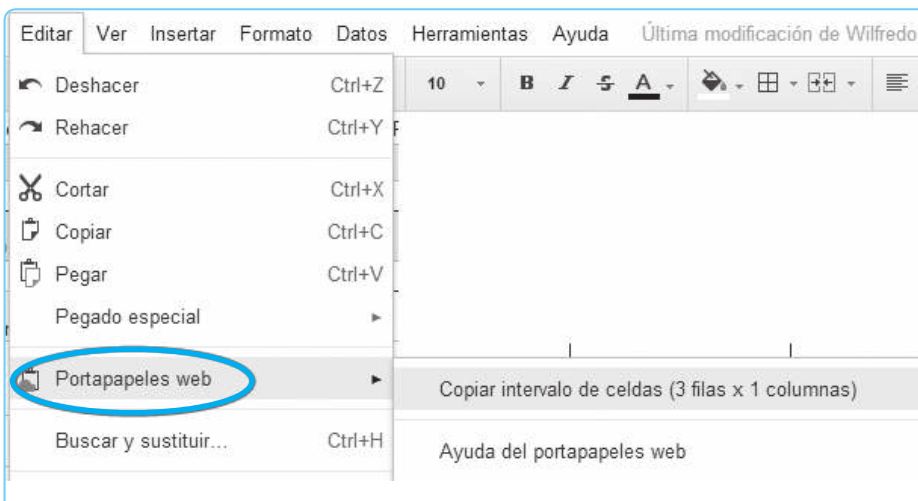 Editar Ver Insertar Formato Datos Herramientas Ayuda Última modificación de Wilfredo
Deshacer Ctrl+Z 10 B I S A
Rehacer Ctrl+Y
Cortar Ctrl+X
Copiar Ctrl+C
Pegar Ctrl+V
Pegado especial
Portapapeles web
Copiar intervalo de celdas (3 filas x 1 columnas)
Buscar y sustituir... Ctrl+H
Ayuda del portapapeles web